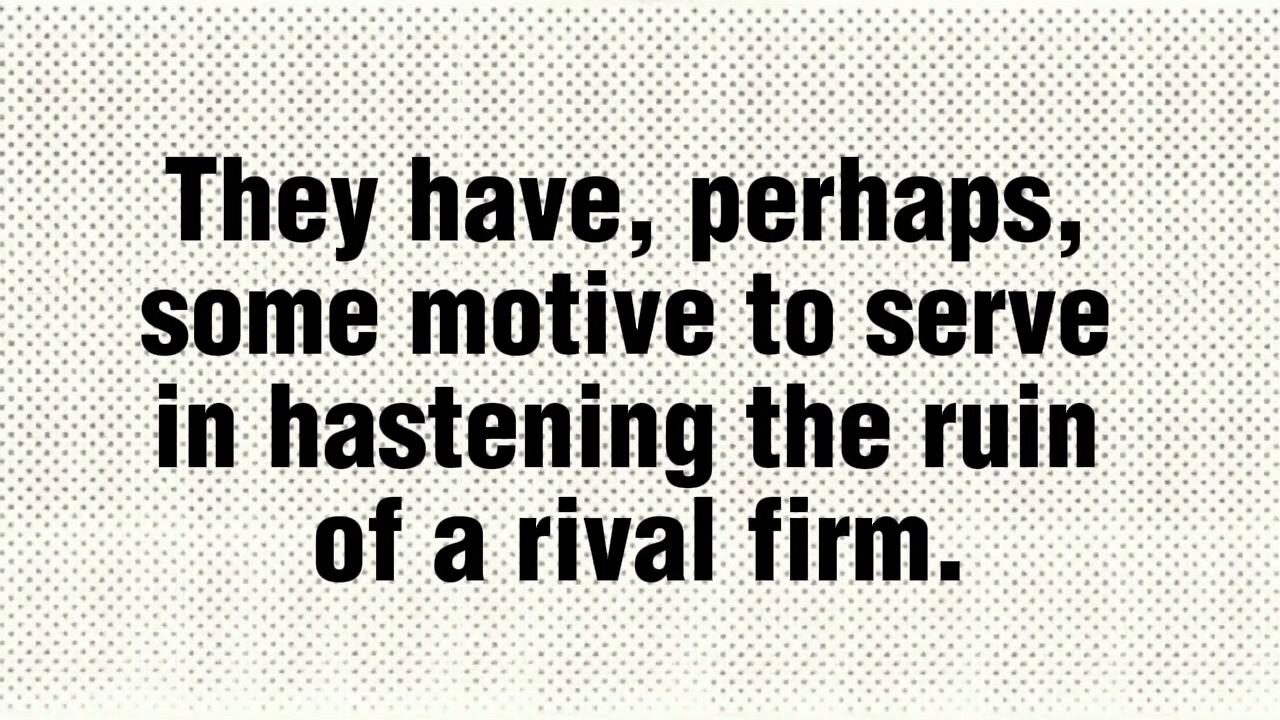 They have, perhaps,
some motive to serve
in hastening the ruin
of a rival firm.